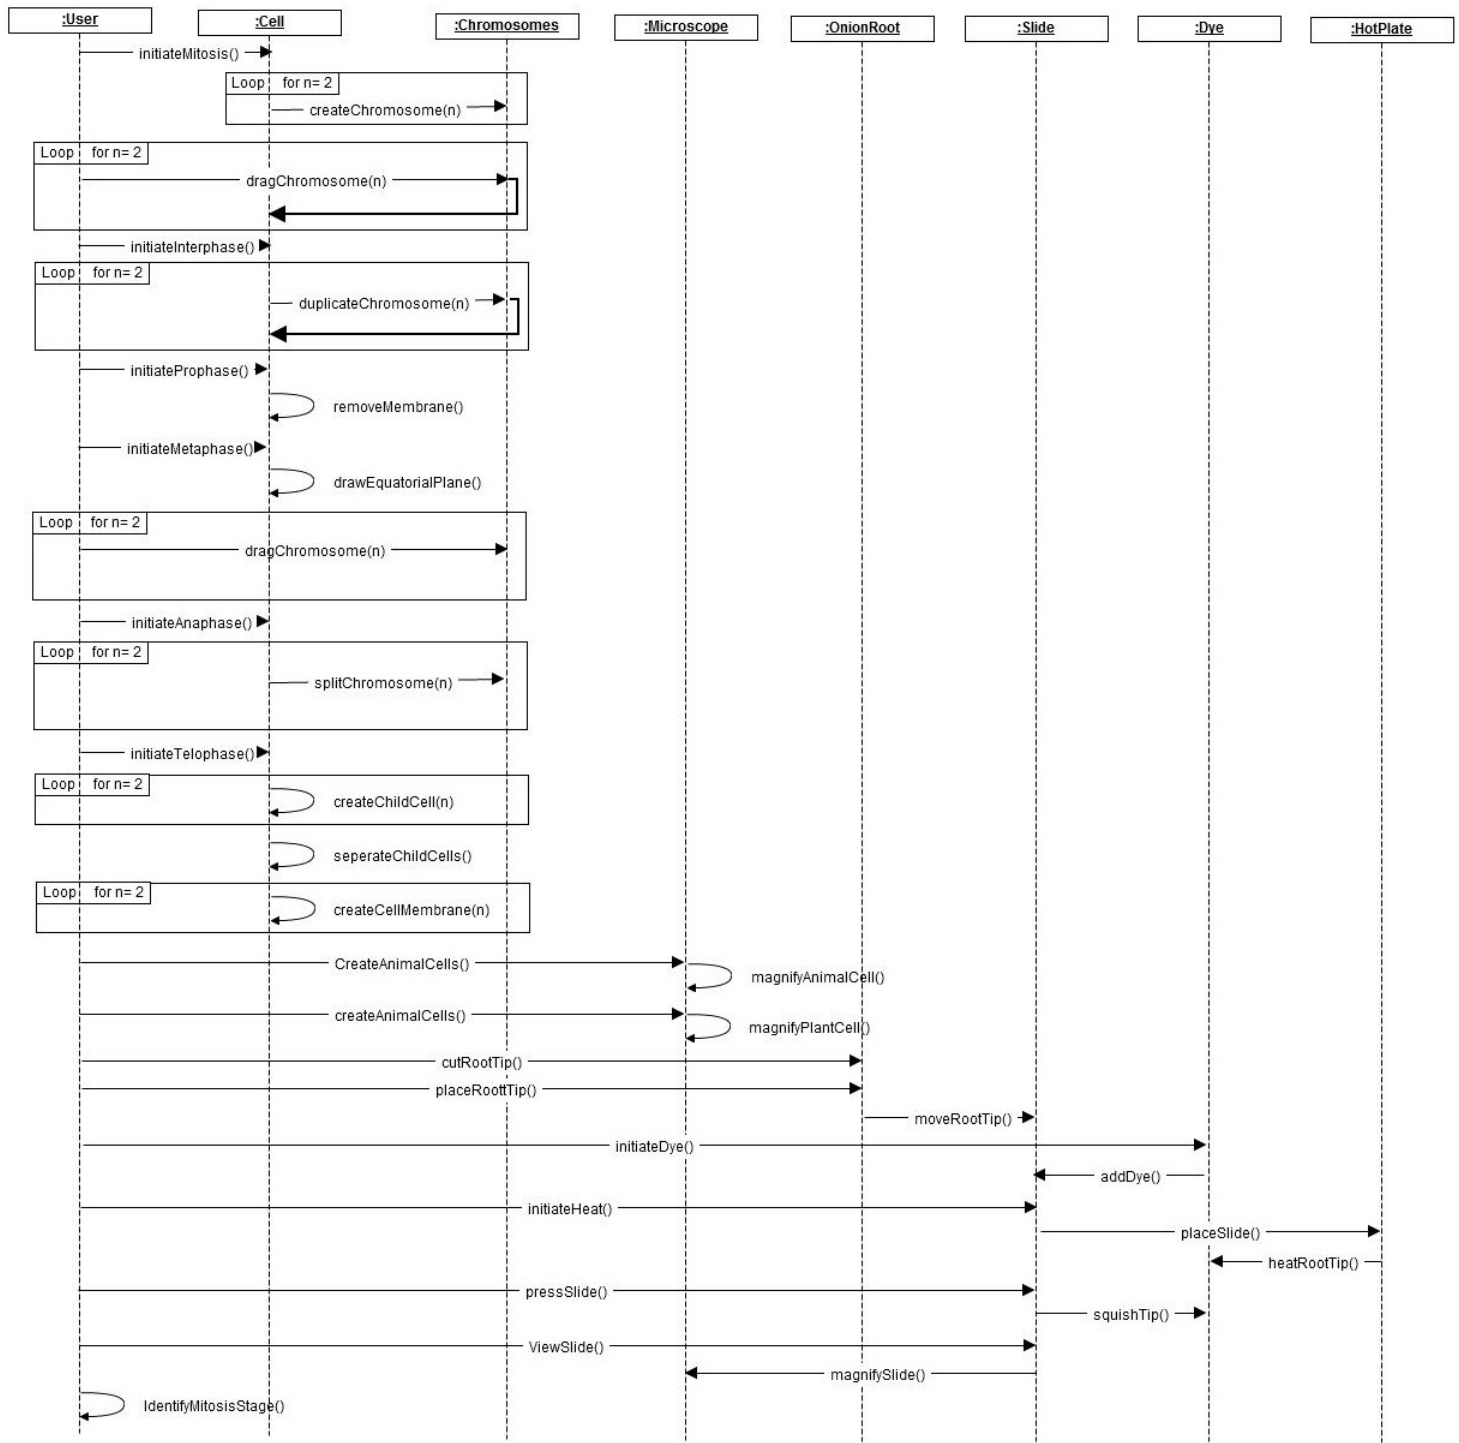 :User
:Cell
:Chromosomes
:Microscope
:OnionRoot
:Slide
:Dye
:HotPlate
initiateMitosis()
Loop for n= 2
createChromosome(n)
Loop for n= 2
dragChromosome(n)
initiateInterphase()
Loop for n= 2
duplicateChromosome(n)
initiateProphase()
removeMembrane()
initiateMetaphase()
drawEquatorialPlane()
Loop for n= 2
dragChromosome(n)
initiateAnaphase()
Loop for n= 2
splitChromosome(n)
initiateTelophase()
Loop for n= 2
createChildCell(n)
seperateChildCells()
Loop for n= 2
createCellMembrane(n)
CreateAnimalCells()
magnifyAnimalCell()
createAnimalCells()
magnifyPlantCell()
cutRootTip()
placeRoottTip()
moveRootTip()
initiateDye()
addDye()
initiateHeat()
placeSlide()
heatRootTip()
pressSlide()
squishTip()
ViewSlide()
magnifySlide()
IdentifyMitosisStage()